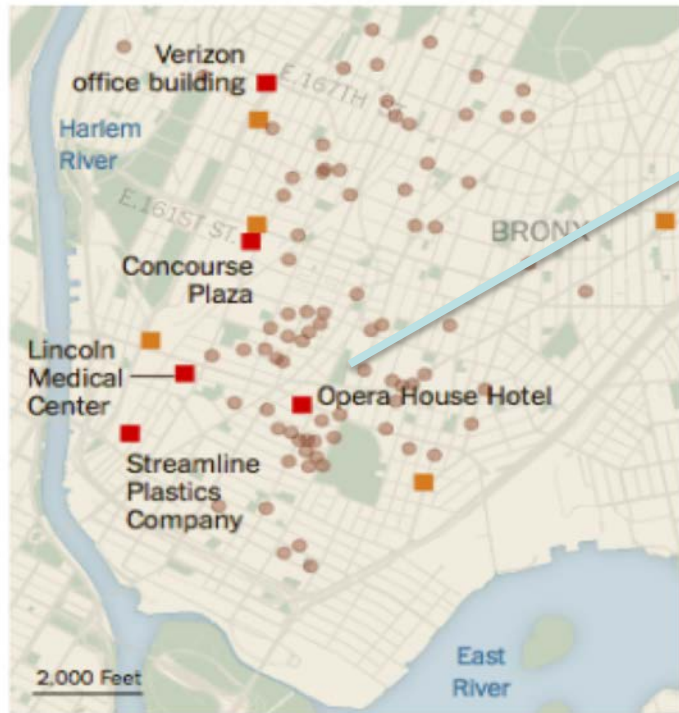 Verizon
office building
E. 167TH ST.
Harlem
River
E. 161ST ST.
BRONX
Concourse
Plaza
Lincoln
Medical
Center
Opera House Hotel
Streamline
Plastics
Company
East
River
2,000 Feet